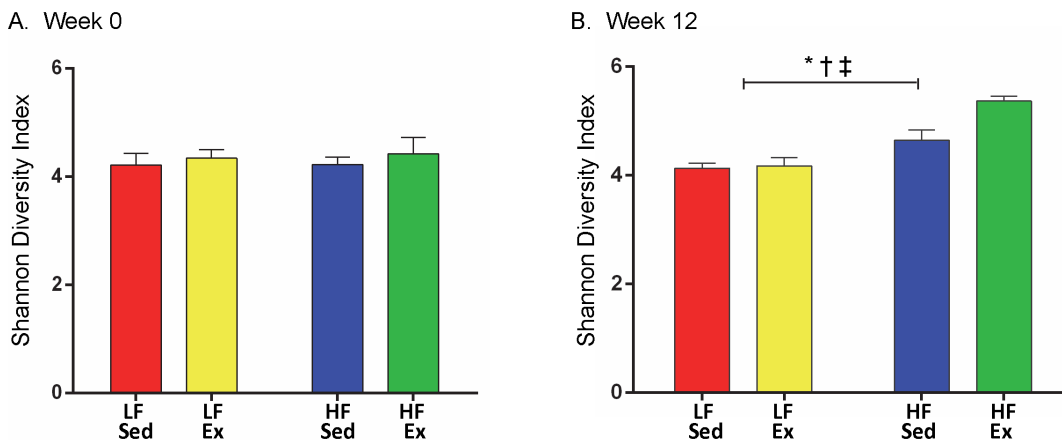 A. Week 0
Shannon Diversity Index
6
4
2
0
LF
Sed
LF
Ex
HF
Sed
HF
Ex
B. Week 12
Shannon Diversity Index
6
4
2
0
* † ‡
LF
Sed
LF
Ex
HF
Sed
HF
Ex